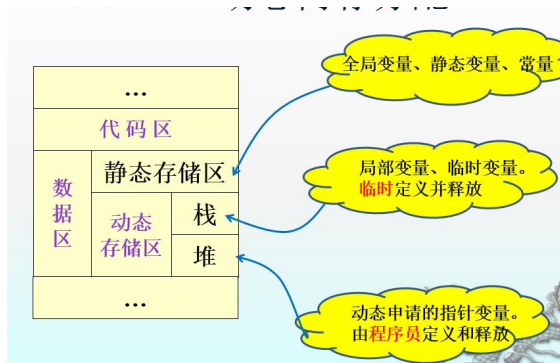 全局变量、静态变量、常量
…
代码区
数据区
静态存储区
动态
存储区
栈
堆
…
局部变量、临时变量。
临时定义并释放
动态申请的指针变量。
由程序员定义和释放